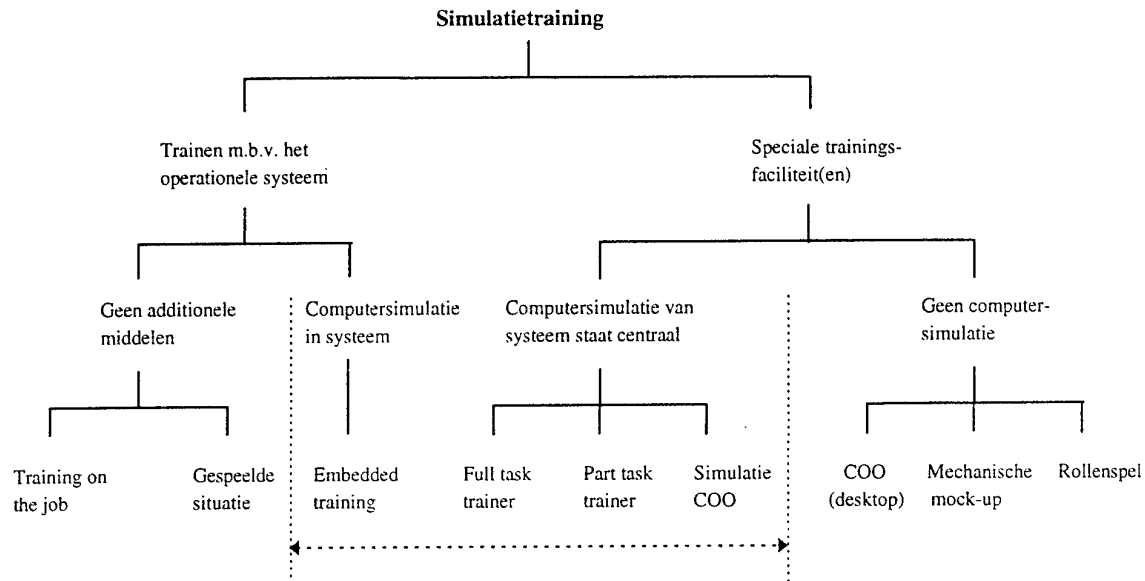 Simulatietraining
Trainen m.b.v. het
operationele systeem
Speciale trainings-
faciliteit(en)
Geen additionele
middelen
Computersimulatie
in systeem
Computersimulatie van
systeem staat centraal
Geen computer-
simulatie
Training on
the job
Gespeelde
situatie
Embedded
training
Full task
trainer
Part task
trainer
Simulatie
COO
COO
(desktop)
Mechanische
mock-up
Rollenspel